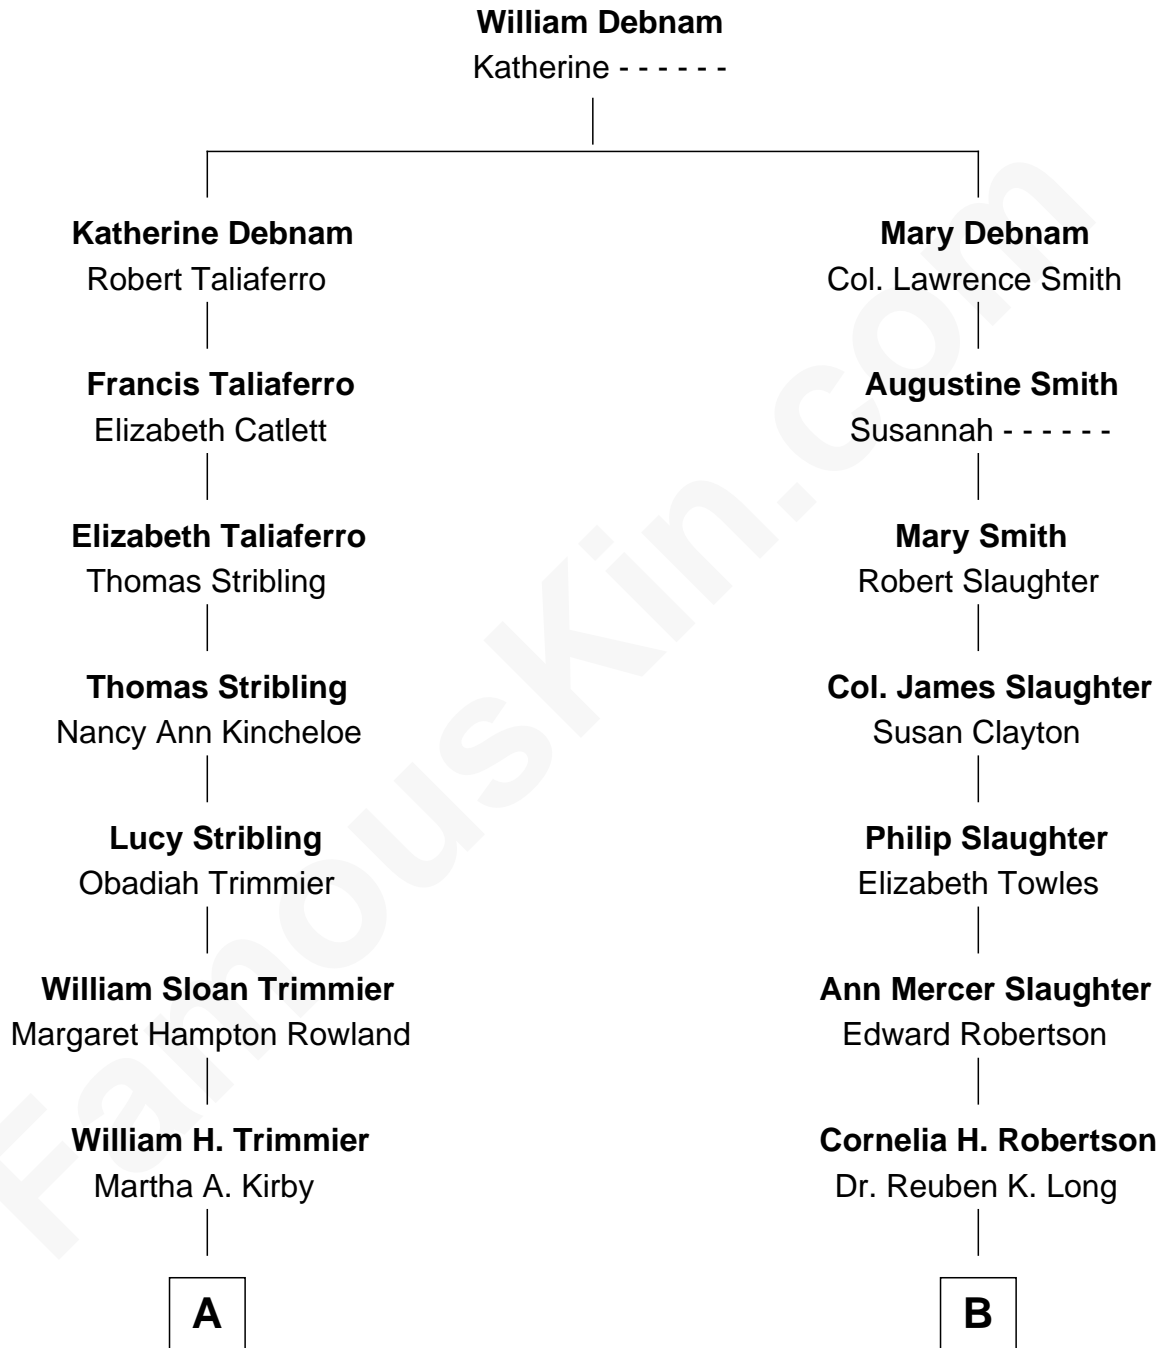 William Debnam
Katherine - - - - - -
Katherine Debnam
Robert Taliaferro
Mary Debnam
Col. Lawrence Smith
Francis Taliaferro
Elizabeth Catlett
Augustine Smith
Susannah - - - - - -
Elizabeth Taliaferro
Thomas Stribling
Mary Smith
Robert Slaughter
Thomas Stribling
Nancy Ann Kincheloe
Col. James Slaughter
Susan Clayton
Lucy Stribling
Obadiah Trimmier
Philip Slaughter
Elizabeth Towles
William Sloan Trimmier
Margaret Hampton Rowland
Ann Mercer Slaughter
Edward Robertson
William H. Trimmier
Martha A. Kirby
Cornelia H. Robertson
Dr. Reuben K. Long
A
B
FamousKin.com